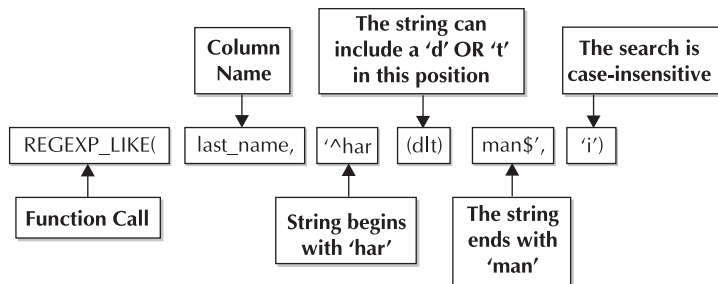 The string can
include a ‘d’ OR ‘t’
in this position
Column
Name
The search is
case-insensitive
REGEXP_LIKE(
last_name,
‘^har
(dlt)
man$’,
‘i’)
Function Call
String begins
with ‘har’
The string
ends with
‘man’